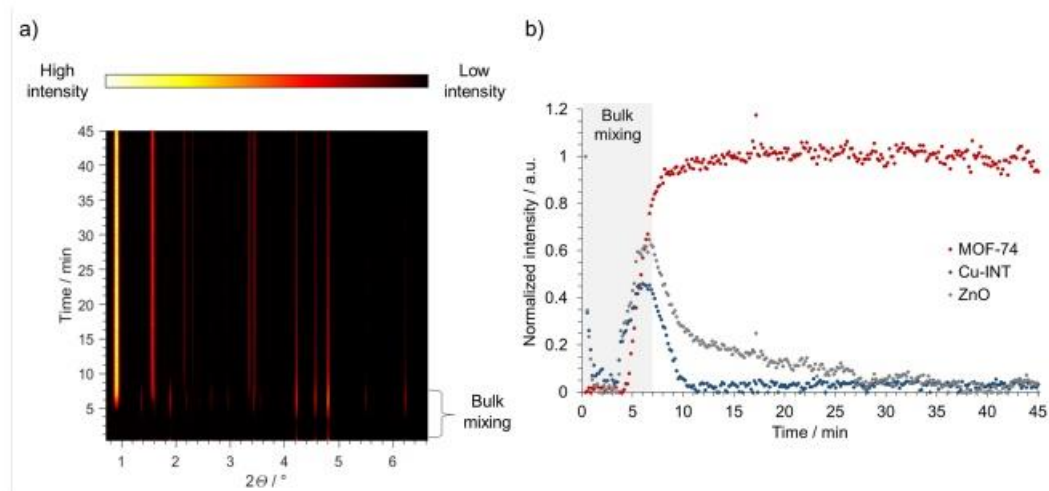 a)
High
intensity
Low
intensity
45
40
35
30
25
20
15
10
5
Time / min
1 2 3 4 5 6
2Θ / °
Bulk
mixing
b)
Bulk
mixing
1.2
1
0.8
0.6
0.4
0.2
0
Normalized intensity / a.u.
MOF-74
Cu-INT
ZnO
0 5 10 15 20 25 30 35 40 45
Time / min